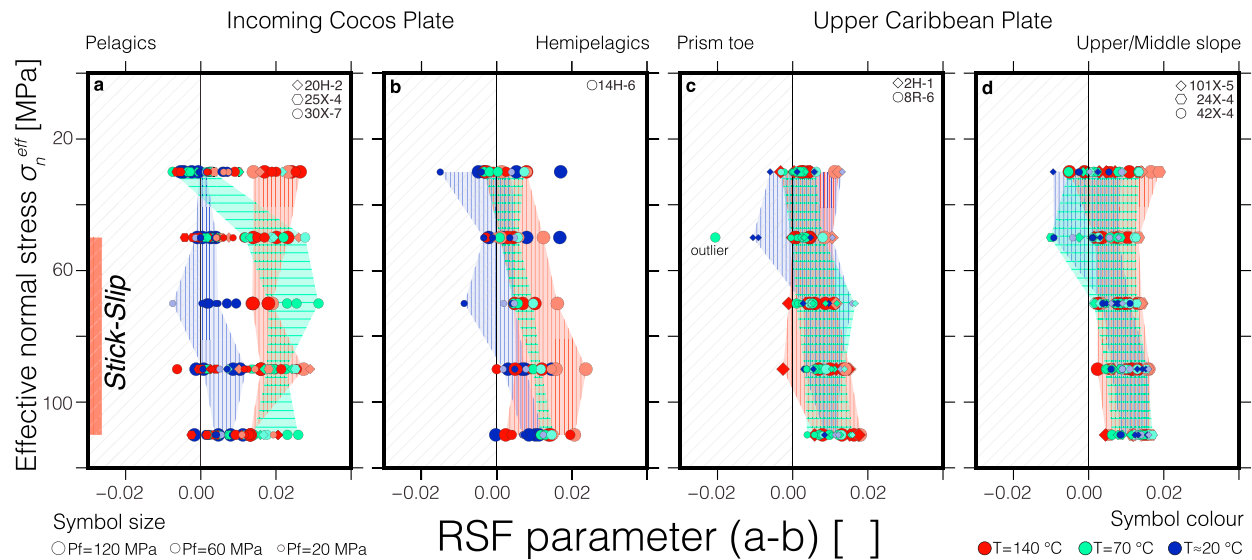 Incoming Cocos Plate
Upper Caribbean Plate
Pelagics
Hemipelagics
Prism toe
Upper/Middle slope
Effective normal stress σn eff [MPa]
20
60
100
a
20H-2
25X-4
30X-7
Stick-Slip
b
14H-6
c
2H-1
8R-6
outlier
d
101X-5
24X-4
42X-4
−0.02 0.00 0.02
−0.02 0.00 0.02
−0.02 0.00 0.02
−0.02 0.00 0.02
Symbol size
Pf=120 MPa Pf=60 MPa Pf=20 MPa
RSF parameter (a-b) [ ]
Symbol colour
T=140 °C T=70 °C T≈20 °C